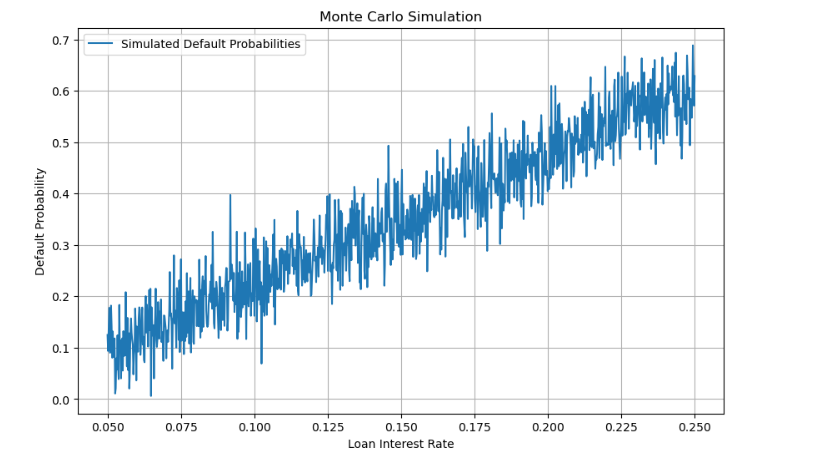 Monte Carlo Simulation
Simulated Default Probabilities
0.7
0.6
0.5
0.4
0.3
0.2
0.1
0.0
Default Probability
0.050 0.075 0.100 0.125 0.150 0.175 0.200 0.225 0.250
Loan Interest Rate